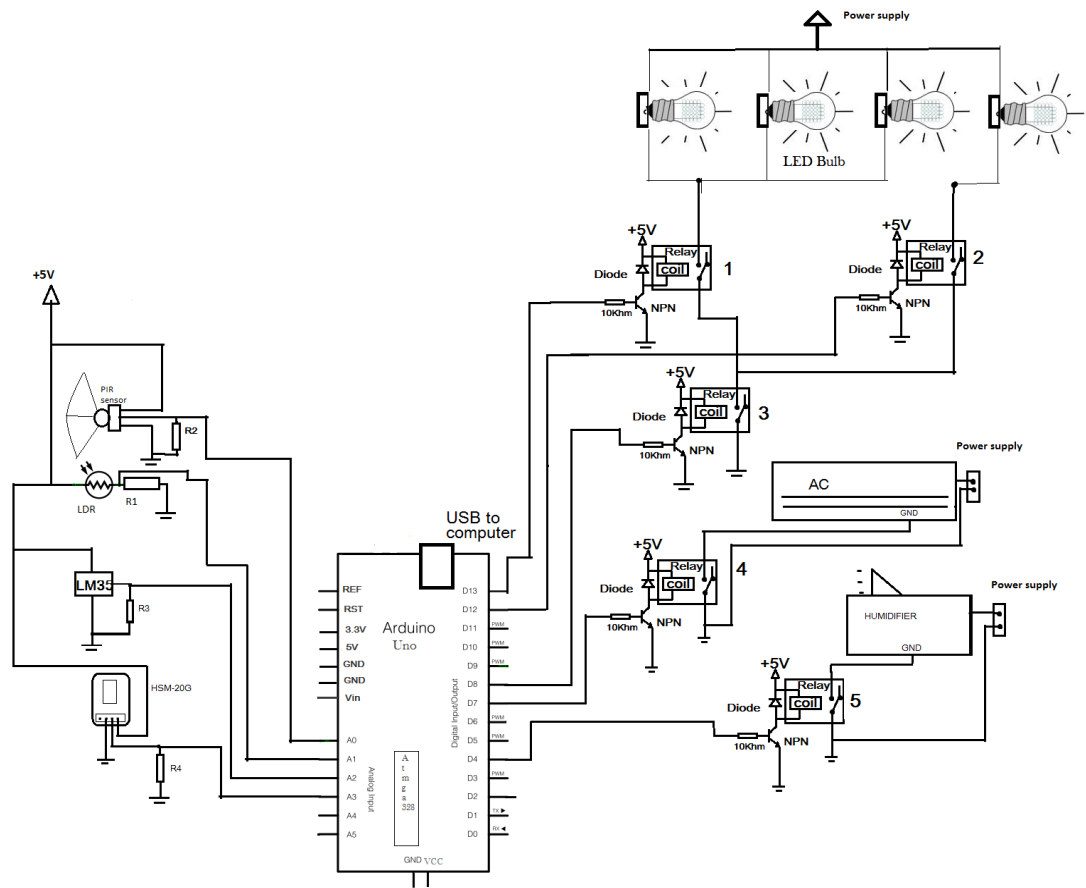 Power supply
LED Bulb
+5V
Relay
coil
1
Diode
NPN
10Khm
+5V
Relay
coil
2
Diode
NPN
10Khm
+5V
PIR
sensor
R2
+5V
Relay
coil
3
Diode
NPN
10Khm
LDR
R1
Power supply
AC
GND
USB to
computer
+5V
Relay
coil
4
Diode
NPN
10Khm
LM35
R3
Power supply
HUMIDIFIER
GND
HSM-20G
R4
+5V
Relay
coil
5
Diode
NPN
10Khm
Arduino
Uno
REF
RST
3.3V
5V
GND
GND
Vin
A0
A1
A2
A3
A4
A5
Analog Input
A
t
m
g
a
328
Digital Input/Output
D13
D12
D11 PWM
D10 PWM
D9 PWM
D8
D7
D6 PWM
D5 PWM
D4
D3 PWM
D2
D1 TX
D0 RX
GND VCC